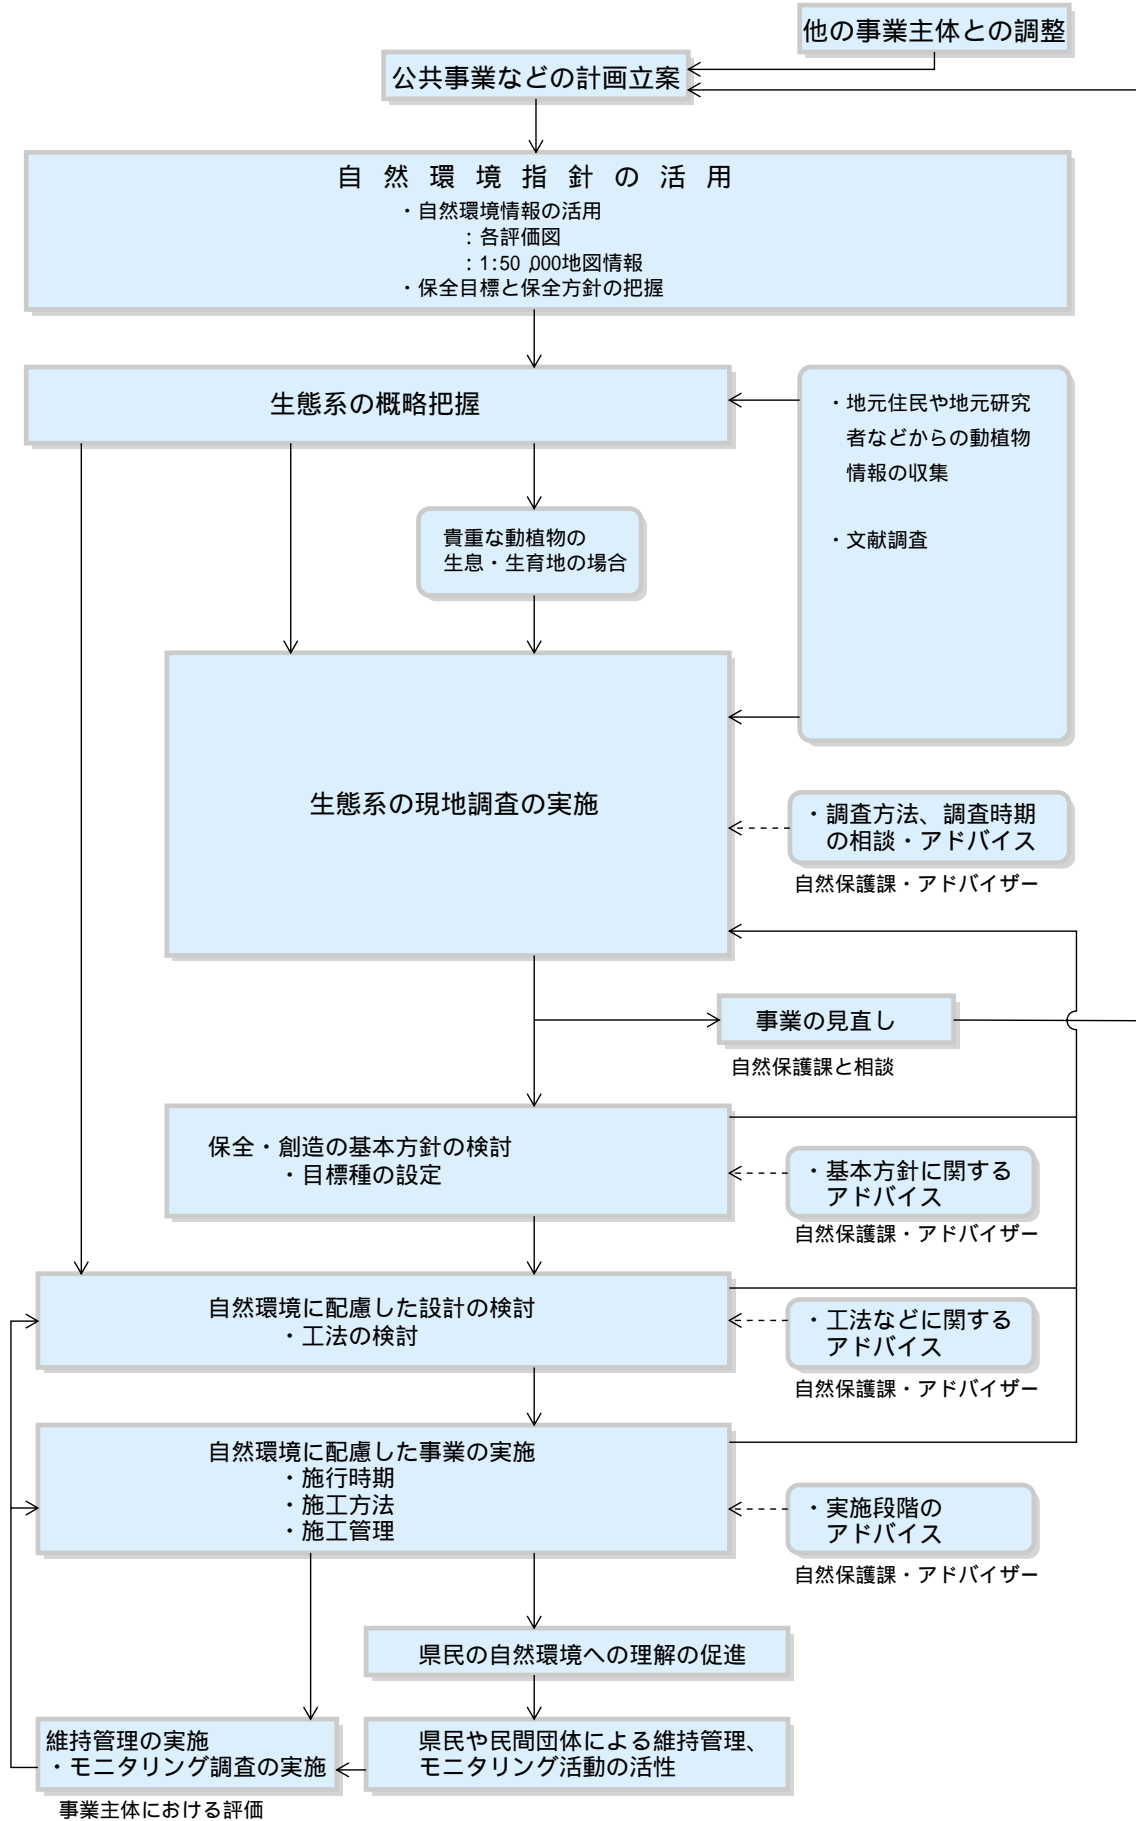 他の事業主体との調整
公共事業などの計画立案
自然環境指針の活用
・自然環境情報の活用
：各評価図
：1:50,000地図情報
・保全目標と保全方針の把握
生態系の概略把握
・地元住民や地元研究
者などからの動植物
情報の収集
・文献調査
貴重な動植物の
生息・生育地の場合
生態系の現地調査の実施
・調査方法、調査時期
の相談・アドバイス
自然保護課・アドバイザー
事業の見直し
自然保護課と相談
保全・創造の基本方針の検討
・目標種の設定
・基本方針に関する
アドバイス
自然保護課・アドバイザー
自然環境に配慮した設計の検討
・工法の検討
・工法などに関する
アドバイス
自然保護課・アドバイザー
自然環境に配慮した事業の実施
・施行時期
・施工方法
・施工管理
・実施段階の
アドバイス
自然保護課・アドバイザー
県民の自然環境への理解の促進
維持管理の実施
・モニタリング調査の実施
県民や民間団体による維持管理、
モニタリング活動の活性
事業主体における評価